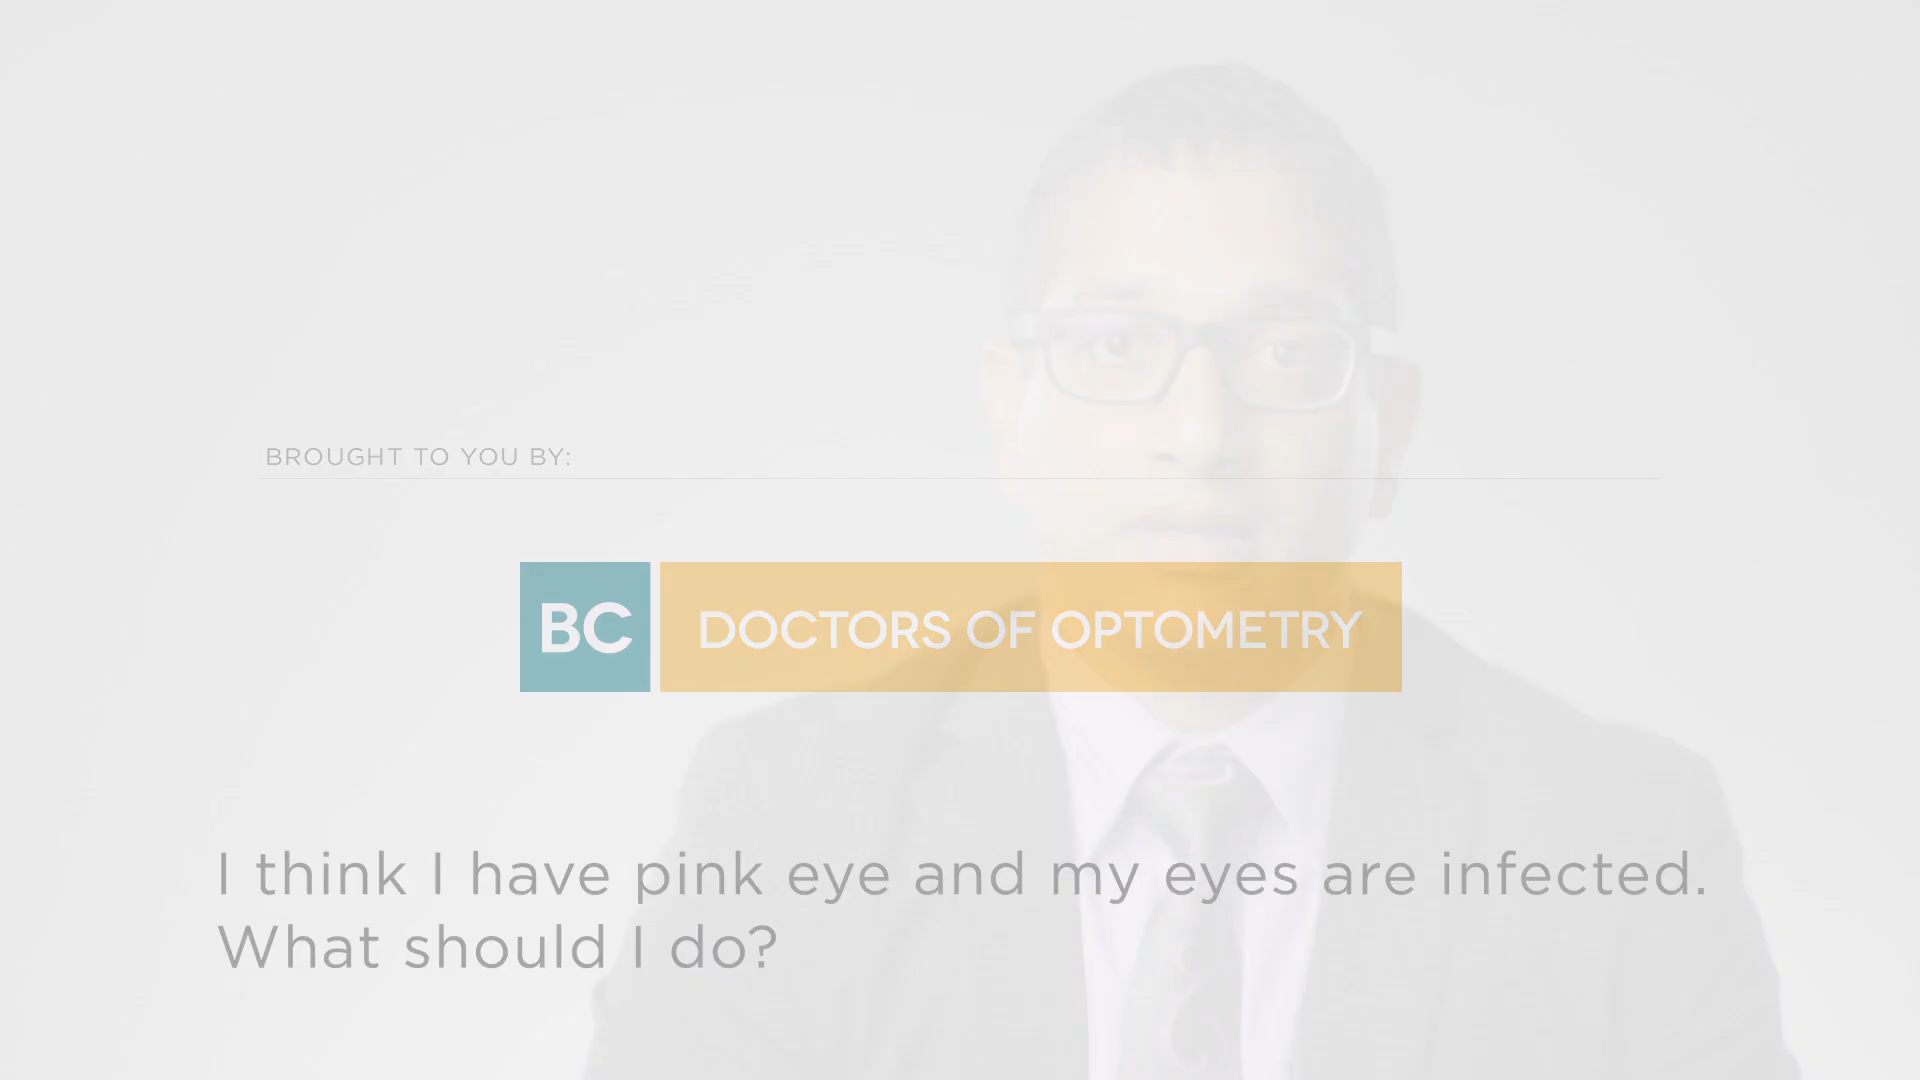 BROUGHT TO YOU BY:
BC DOCTORS OF OPTOMETRY
I think I have pink eye and my eyes are infected.
What should I do?